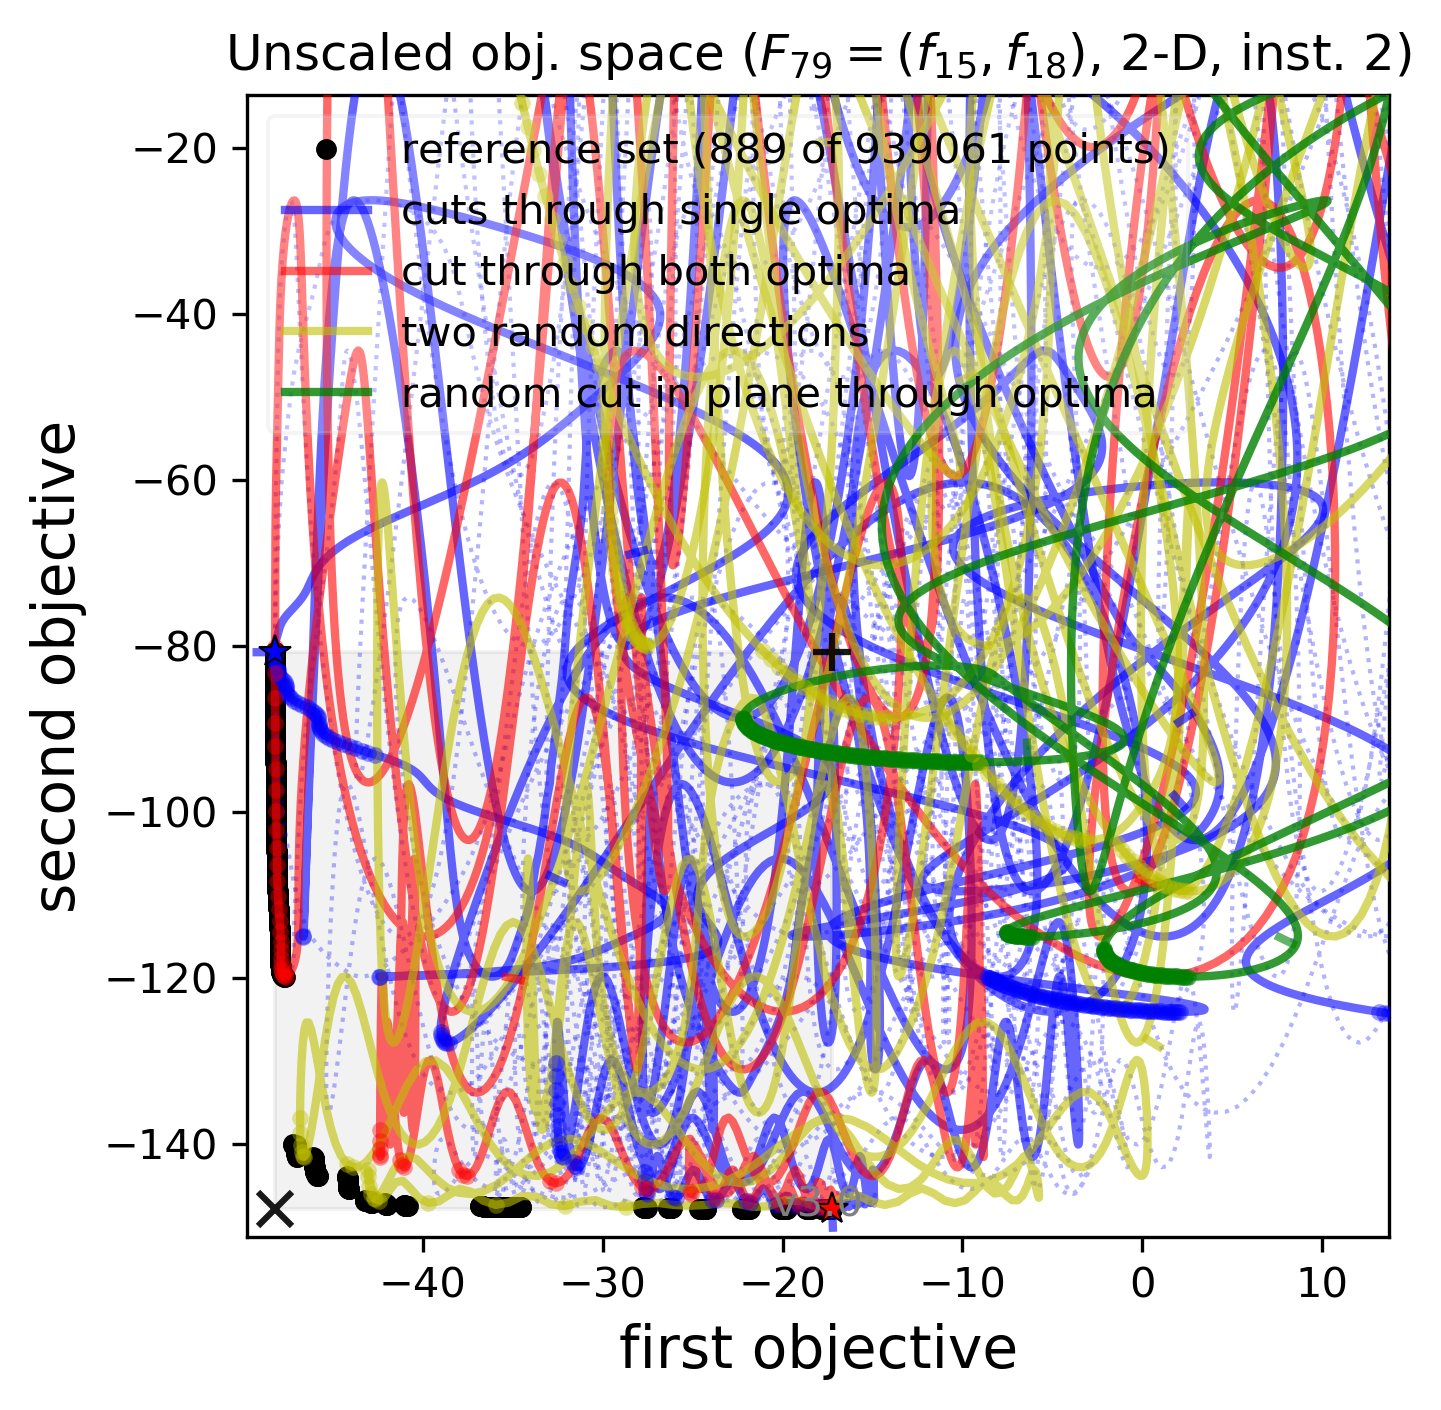 Unscaled obj. space (F₇₉ = (f₁₅, f₁₈), 2-D, inst. 2)
reference set (889 of 939061 points)
cuts through single optima
cut through both optima
two random directions
random cut in plane through optima
second objective
−20
−40
−60
−80
−100
−120
−140
−40
−30
−20
−10
0
10
first objective